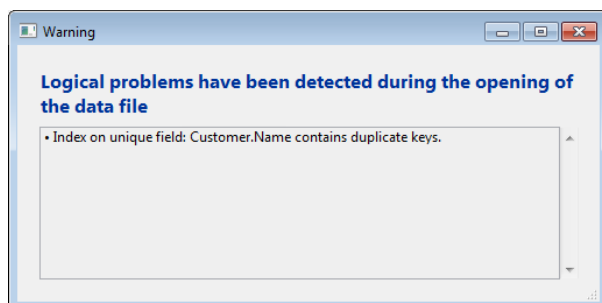 Warning
Logical problems have been detected during the opening of
the data file
• Index on unique field: Customer.Name contains duplicate keys.